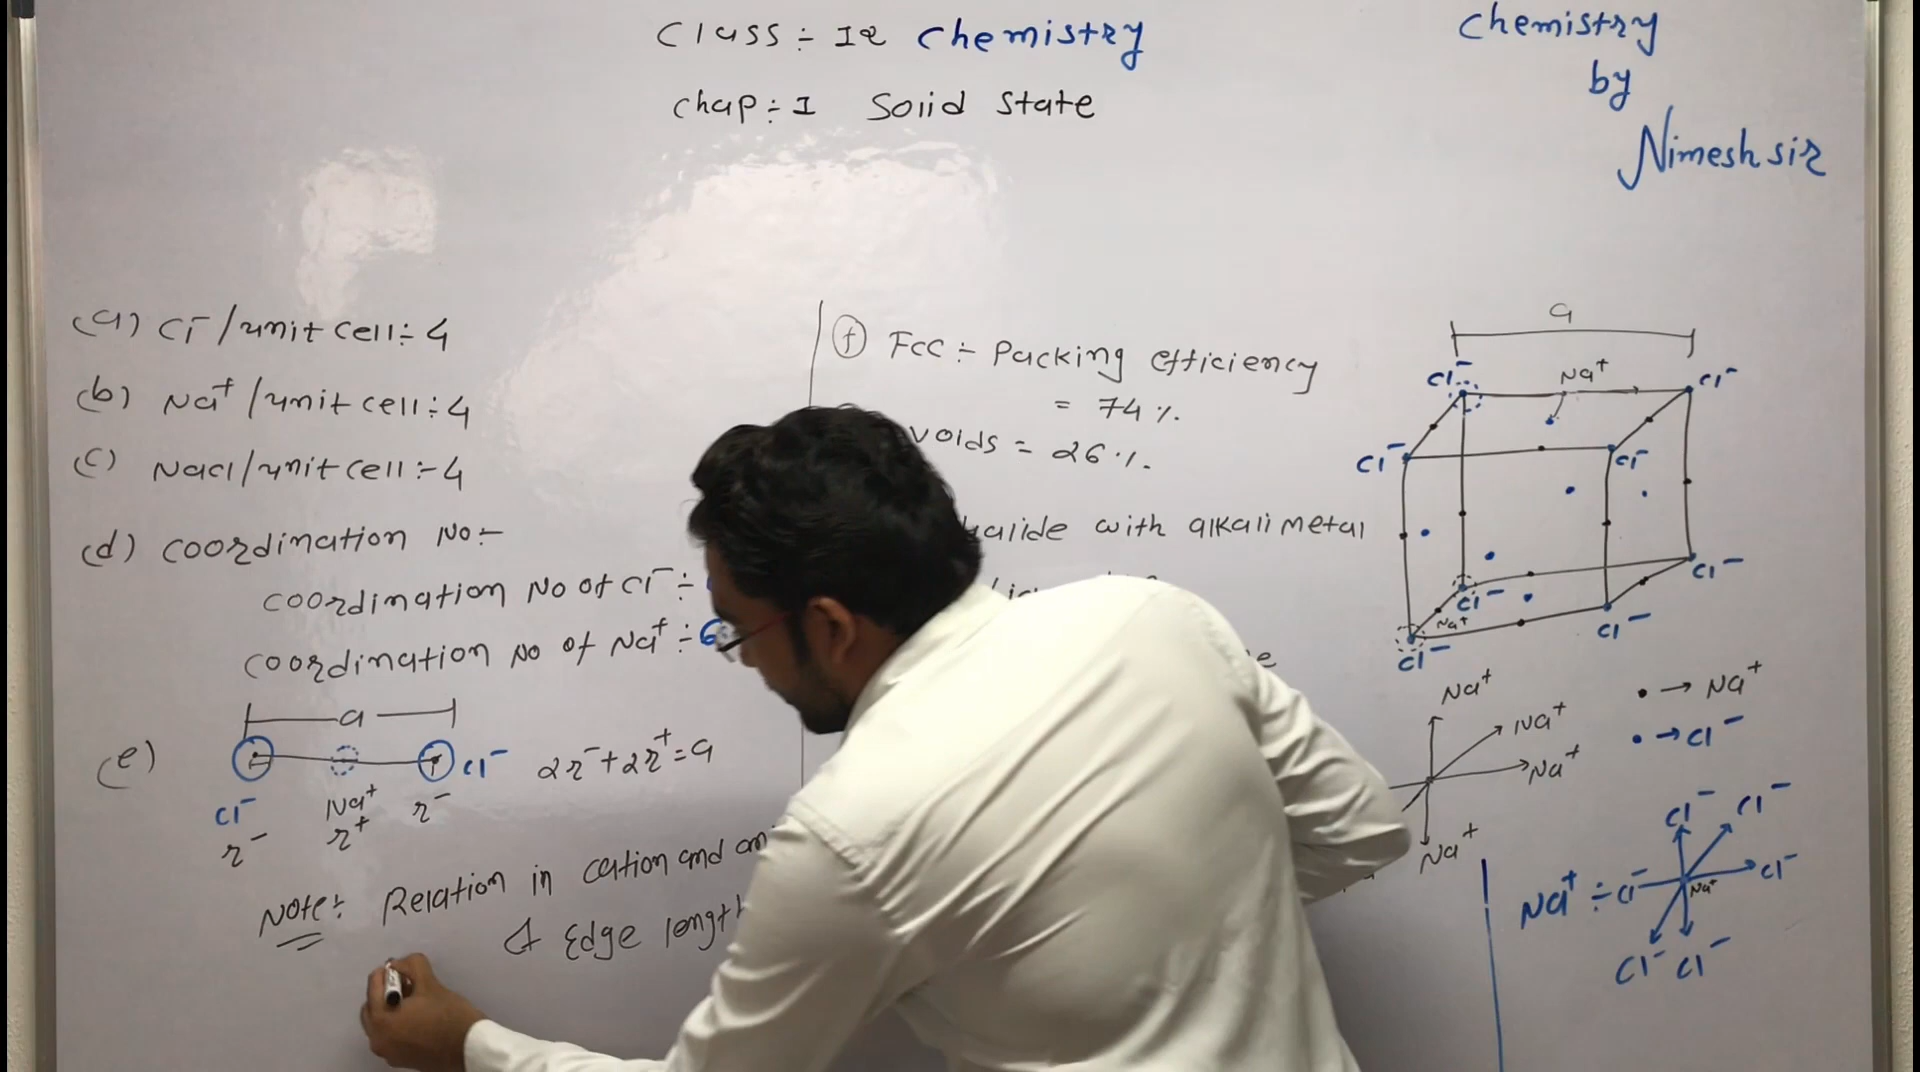 Class÷12 Chemistry
Chap÷1 Solid State
Chemistry
by
Nimesh sir
(a) Cl⁻/unit cell÷4
(b) Na⁺/unit cell÷4
(c) NaCl/unit cell÷4
(d) Coordination No÷
Coordination No of Cl⁻÷
Coordination No of Na⁺÷6
(e)
a
Cl⁻ 2r⁻+2r⁺=a
Cl⁻ Na⁺ r⁻
r⁻ r⁺
Note÷ Relation in cation and
Edge length
(f) FCC÷ Packing efficiency
= 74%.
voids = 26%.
halide with alkali metal
a
Cl⁻ Na⁺ Cl⁻
Cl⁻ Cl⁻
Cl⁻ Cl⁻
Na⁺
Cl⁻ Cl⁻
Na⁺
Na⁺
Na⁺
Na⁺
• → Na⁺
• → Cl⁻
Cl⁻ Cl⁻
Na⁺÷Cl⁻ Na⁺ Cl⁻
Cl⁻ Cl⁻